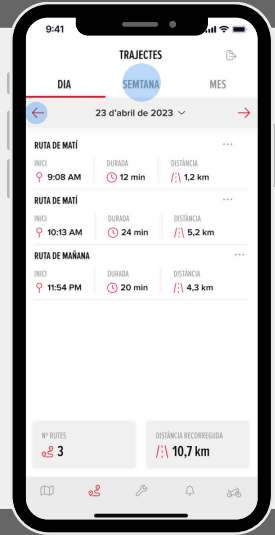 9:41
TRAJECTES
DIA SEMTANA MES
23 d'abril de 2023
RUTA DE MATÍ
INICI DURADA DISTÀNCIA
9:08 AM 12 min 1,2 km
RUTA DE MATÍ
INICI DURADA DISTÀNCIA
10:13 AM 24 min 5,2 km
RUTA DE MAÑANA
INICI DURADA DISTÀNCIA
11:54 PM 20 min 4,3 km
Nº RUTES DISTÀNCIA RECORREGUDA
3 10,7 km